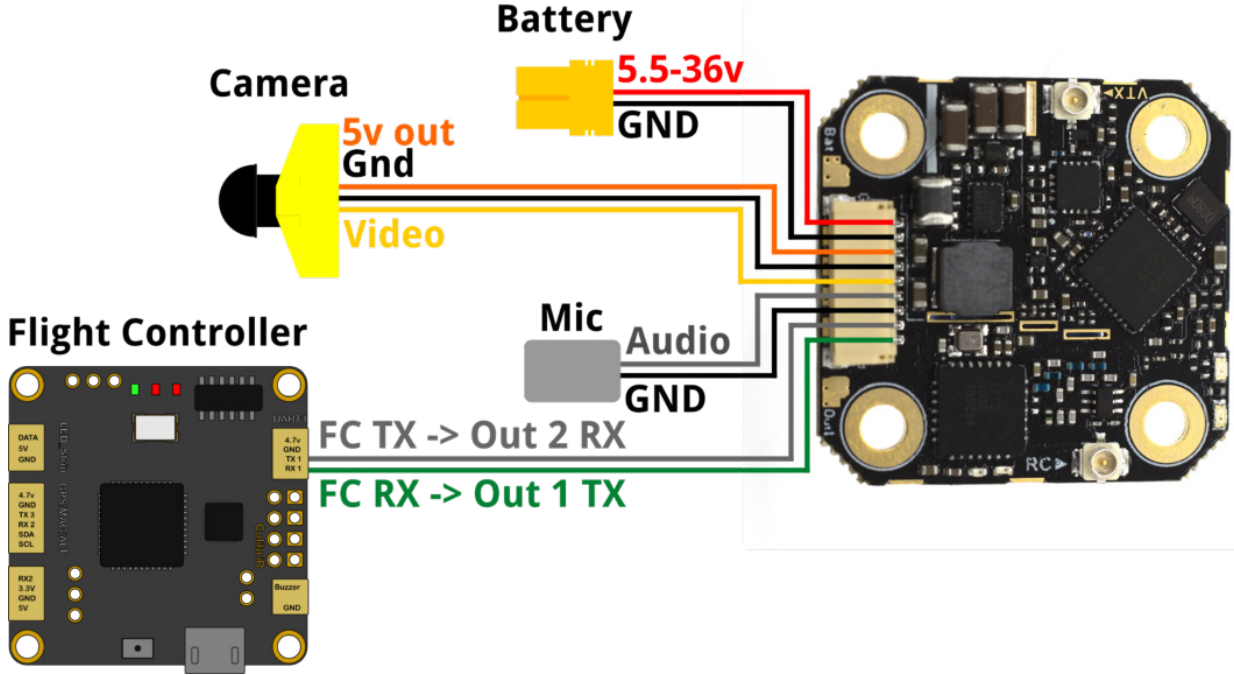 Battery
5.5-36v
GND
Camera
5v out
Gnd
Video
VTX
Bat
Mic
Audio
GND
Flight Controller
UART1
LED_Strip
DATA
5V
GND
4.7v
GND
TX 1
RX 1
FC TX -> Out 2 RX
FC RX -> Out 1 TX
4.7v
GND
TX 3
RX 2
SDA
SCL
RX2
3.3V
GND
5V
Buzzer
GND
Out1
RC